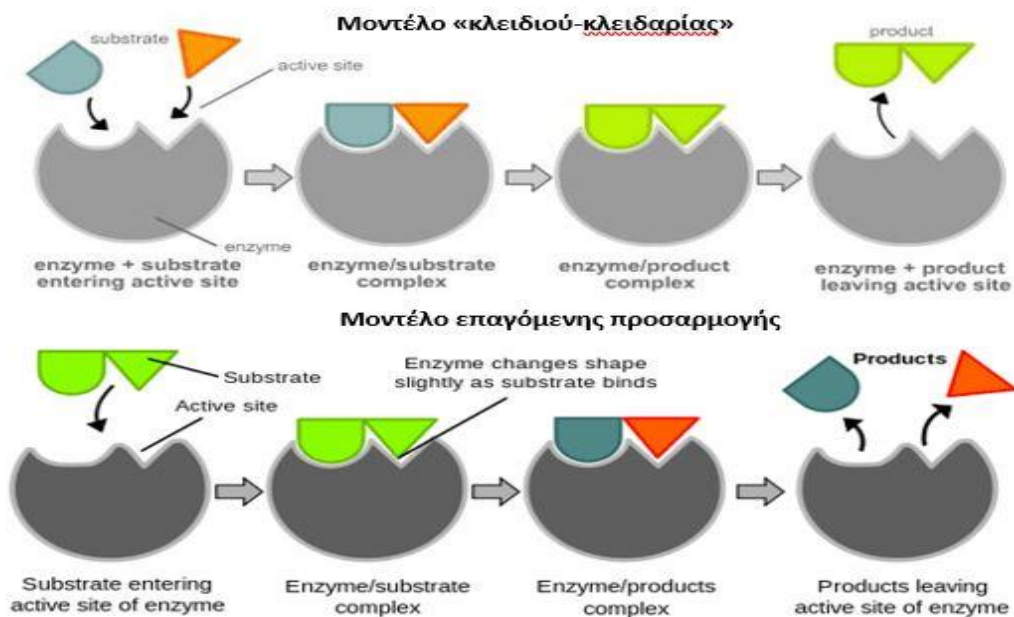 Μοντέλο «κλειδιού-κλειδαρίας»
substrate
active site
product
enzyme
enzyme + substrate
entering active site
enzyme/substrate
complex
enzyme/product
complex
enzyme + product
leaving active site
Μοντέλο επαγόμενης προσαρμογής
Substrate
Active site
Enzyme changes shape
slightly as substrate binds
Products
Substrate entering
active site of enzyme
Enzyme/substrate
complex
Enzyme/products
complex
Products leaving
active site of enzyme